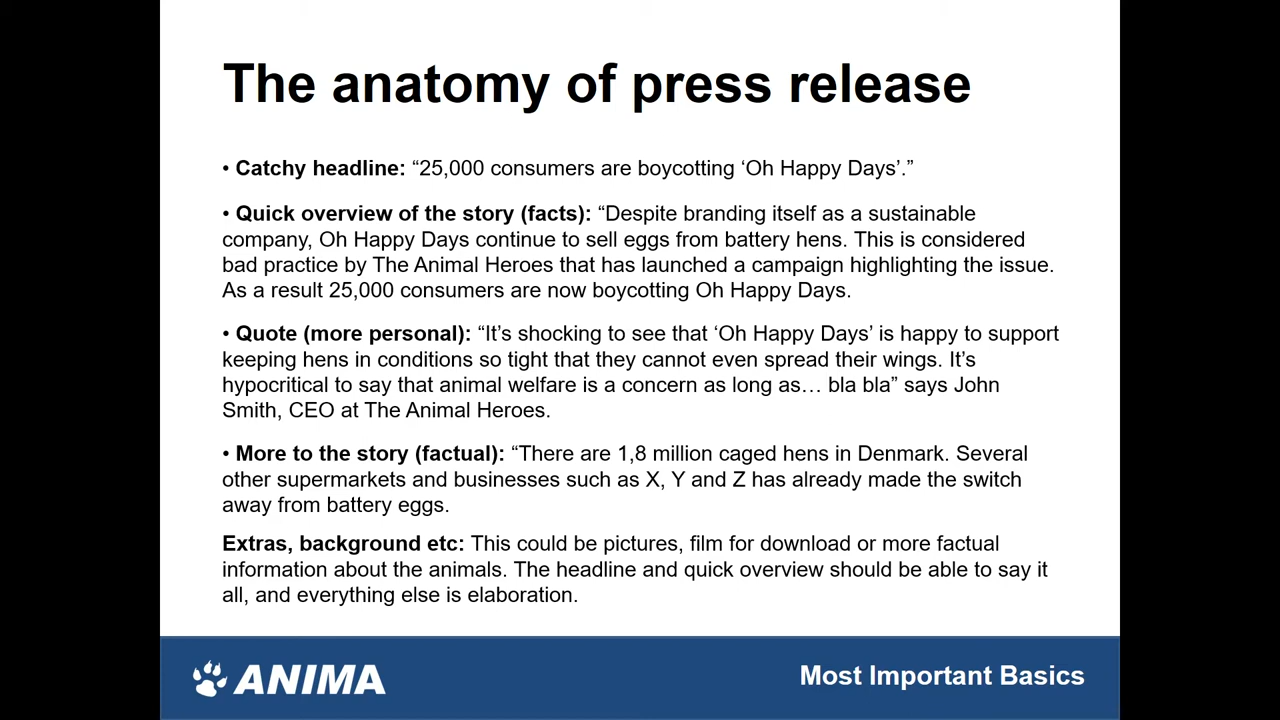 The anatomy of press release
• Catchy headline: “25,000 consumers are boycotting ‘Oh Happy Days’.”
• Quick overview of the story (facts): “Despite branding itself as a sustainable
company, Oh Happy Days continue to sell eggs from battery hens. This is considered
bad practice by The Animal Heroes that has launched a campaign highlighting the issue.
As a result 25,000 consumers are now boycotting Oh Happy Days.
• Quote (more personal): “It’s shocking to see that ‘Oh Happy Days’ is happy to support
keeping hens in conditions so tight that they cannot even spread their wings. It’s
hypocritical to say that animal welfare is a concern as long as… bla bla” says John
Smith, CEO at The Animal Heroes.
• More to the story (factual): “There are 1,8 million caged hens in Denmark. Several
other supermarkets and businesses such as X, Y and Z has already made the switch
away from battery eggs.
Extras, background etc: This could be pictures, film for download or more factual
information about the animals. The headline and quick overview should be able to say it
all, and everything else is elaboration.
ANIMA
Most Important Basics